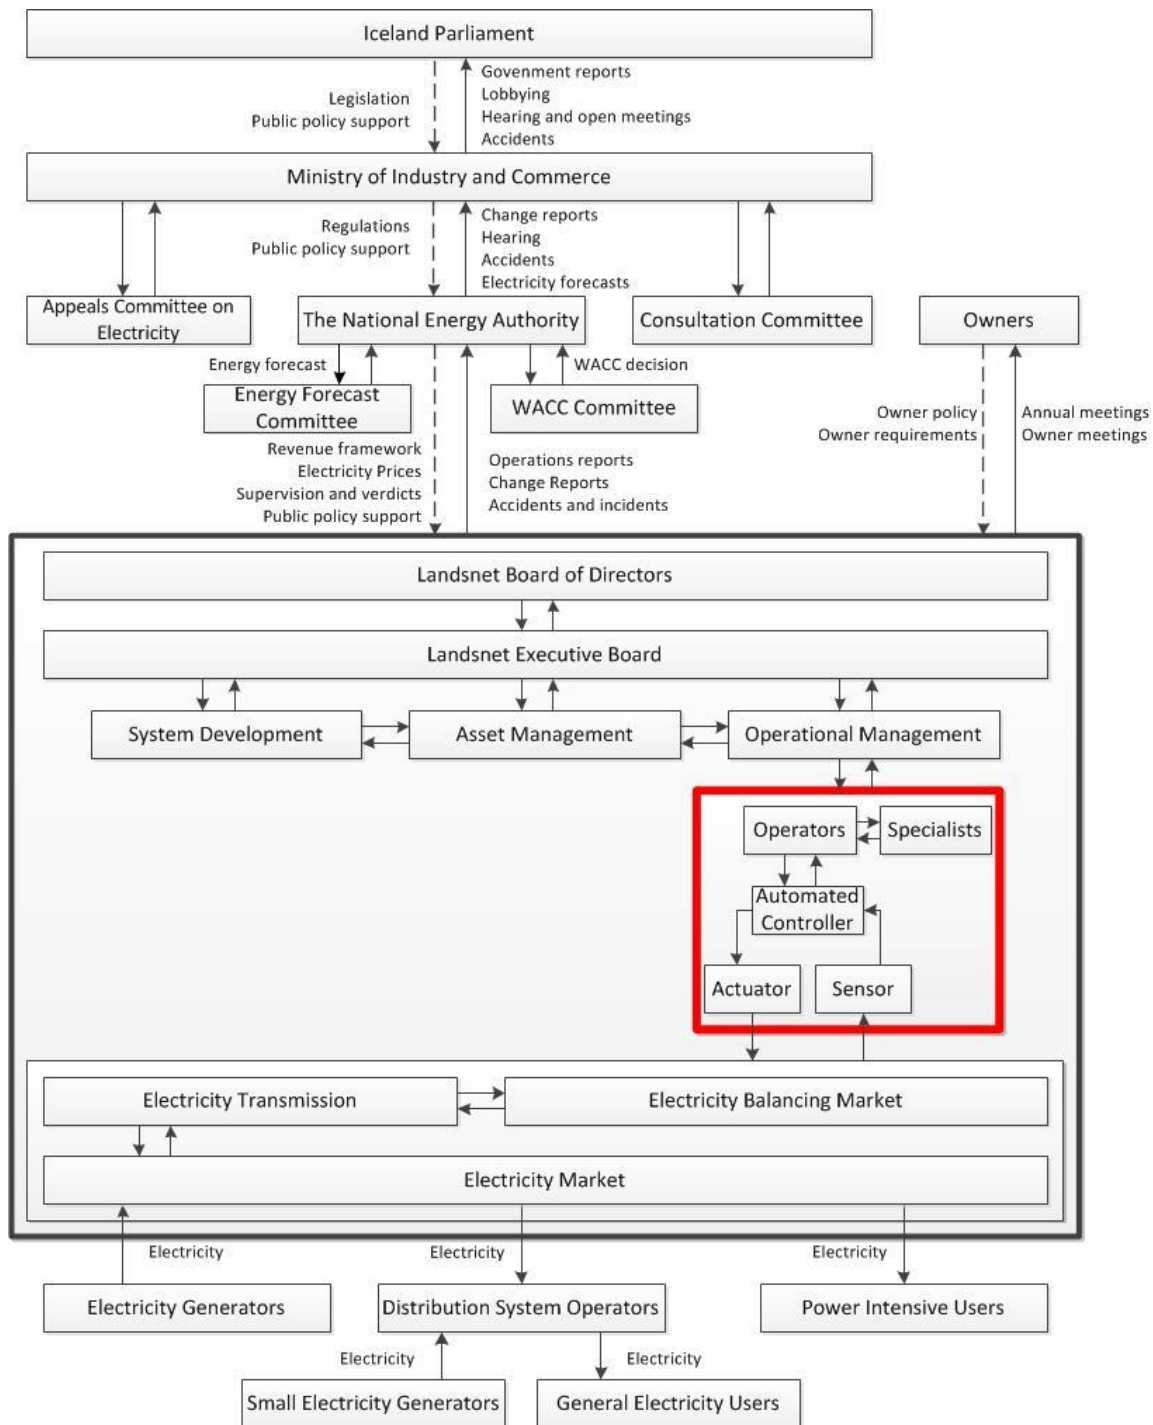 Iceland Parliament
Legislation
Public policy support
Govenment reports
Lobbying
Hearing and open meetings
Accidents
Ministry of Industry and Commerce
Regulations
Public policy support
Change reports
Hearing
Accidents
Electricity forecasts
Appeals Committee on
Electricity
The National Energy Authority
Consultation Committee
Owners
Energy forecast
WACC decision
Energy Forecast
Committee
WACC Committee
Owner policy
Owner requirements
Annual meetings
Owner meetings
Revenue framework
Electricity Prices
Supervision and verdicts
Public policy support
Operations reports
Change Reports
Accidents and incidents
Landsnet Board of Directors
Landsnet Executive Board
System Development
Asset Management
Operational Management
Operators
Specialists
Automated
Controller
Actuator
Sensor
Electricity Transmission
Electricity Balancing Market
Electricity Market
Electricity
Electricity
Electricity
Electricity Generators
Distribution System Operators
Power Intensive Users
Electricity
Electricity
Small Electricity Generators
General Electricity Users